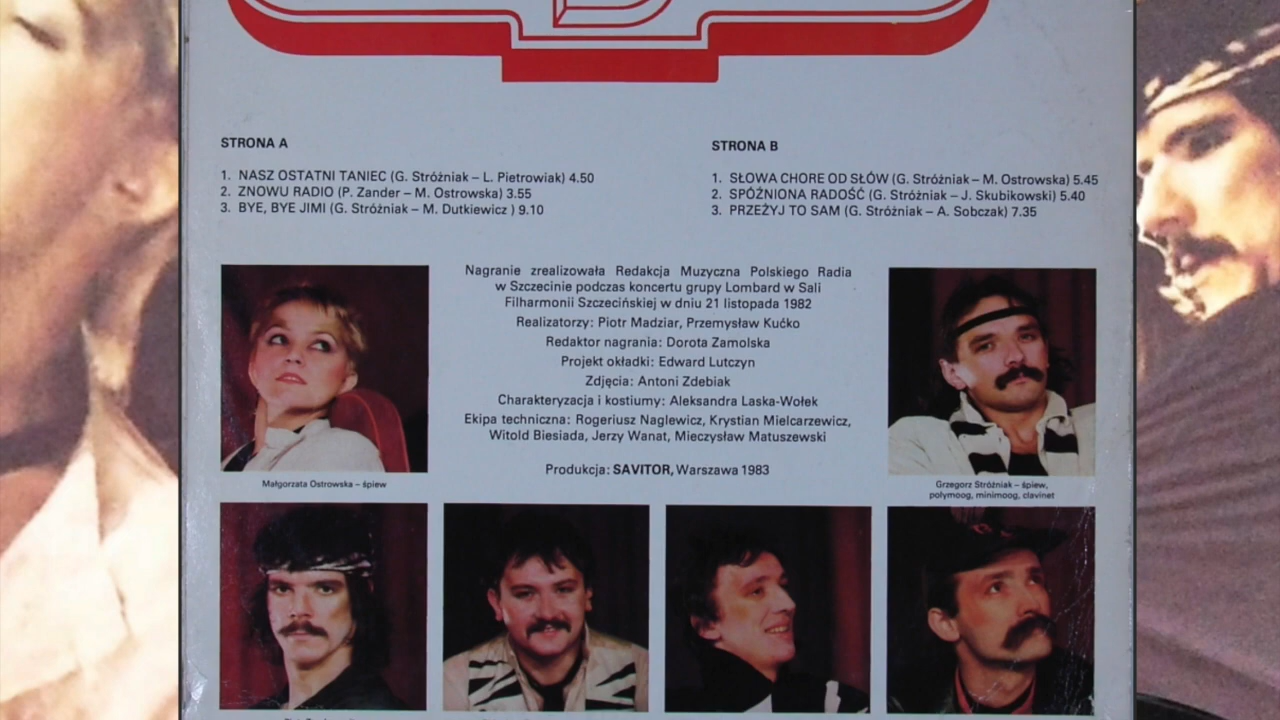 STRONA A
1. NASZ OSTATNI TANIEC (G. Stróżniak – L. Pietrowiak) 4.50
2. ZNOWU RADIO (P. Zander – M. Ostrowska) 3.55
3. BYE, BYE JIMI (G. Stróżniak – M. Dutkiewicz ) 9.10
STRONA B
1. SŁOWA CHORE OD SŁÓW (G. Stróżniak – M. Ostrowska) 5.45
2. SPÓŹNIONA RADOŚĆ (G. Stróżniak – J. Skubikowski) 5.40
3. PRZEŻYJ TO SAM (G. Stróżniak – A. Sobczak) 7.35
Nagranie zrealizowała Redakcja Muzyczna Polskiego Radia
w Szczecinie podczas koncertu grupy Lombard w Sali
Filharmonii Szczecińskiej w dniu 21 listopada 1982
Realizatorzy: Piotr Madziar, Przemysław Kućko
Redaktor nagrania: Dorota Zamolska
Projekt okładki: Edward Lutczyn
Zdjęcia: Antoni Zdebiak
Charakteryzacja i kostiumy: Aleksandra Laska-Wołek
Ekipa techniczna: Rogeriusz Naglewicz, Krystian Mielcarzewicz,
Witold Biesiada, Jerzy Wanat, Mieczysław Matuszewski
Produkcja: SAVITOR, Warszawa 1983
Małgorzata Ostrowska – śpiew
Grzegorz Stróżniak – śpiew,
polymoog, minimoog, clavinet